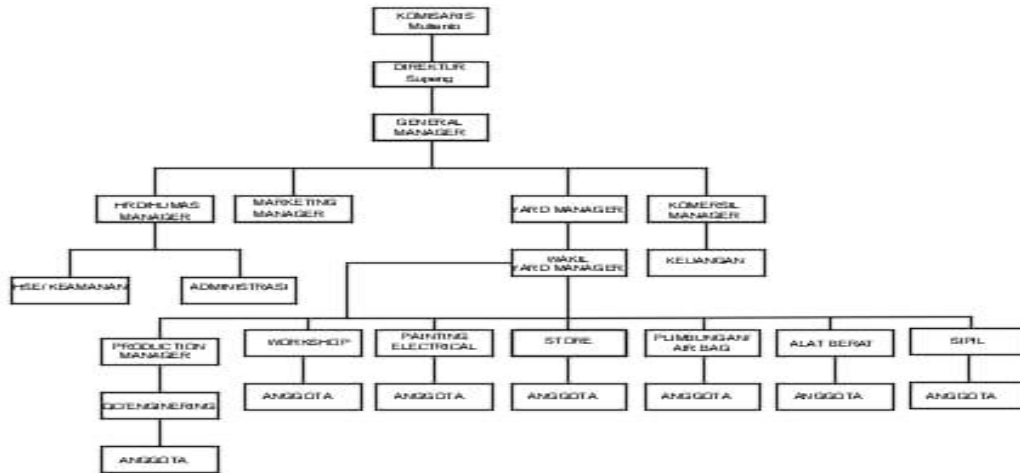 KOMISARIS
Mulianto
DIREKTUR
Supeng
GENERAL
MANAGER
HRD/HUMAS
MANAGER
MARKETING
MANAGER
YARD MANAGER
KOMERSIL
MANAGER
WAKIL
YARD MANAGER
KEUANGAN
HSE/ KEAMANAN
ADMINISTRASI
PRODUCTION
MANAGER
WORKSHOP
PAINTING
ELECTRICAL
STORE
AIR BAG
ALAT BERAT
SIPIL
QC/ENGINERING
ANGGOTA
ANGGOTA
ANGGOTA
ANGGOTA
ANGGOTA
ANGGOTA
ANGGOTA